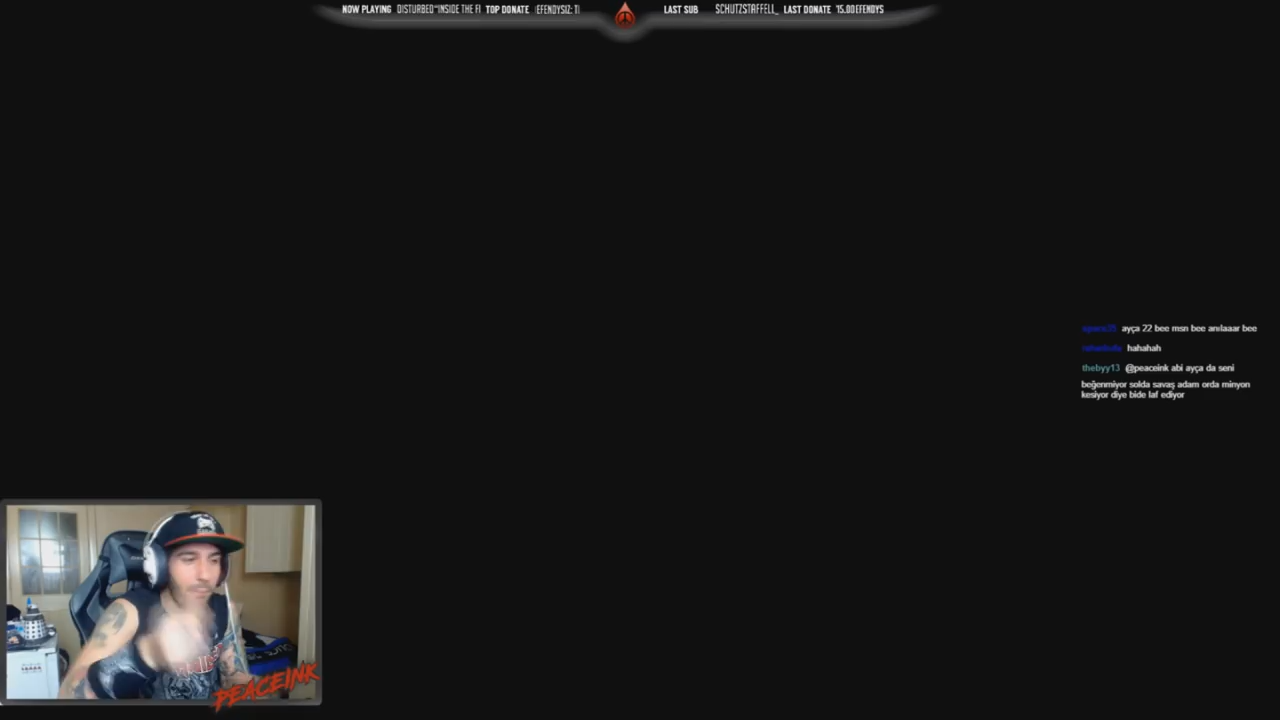 NOW PLAYING DISTURBED "INSIDE THE FI TOP DONATE EFENDYSIZ: 1 LAST SUB SCHUTZSTAFFELL_ LAST DONATE 15.00 EFENDYS
ayça 22 bee msn bee anılaaar bee
hahahah
thebyy13 @peaceink abi ayça da seni
beğenmiyor solda savaş adam orda minyon
kesiyor diye bide laf ediyor
PEACEINK